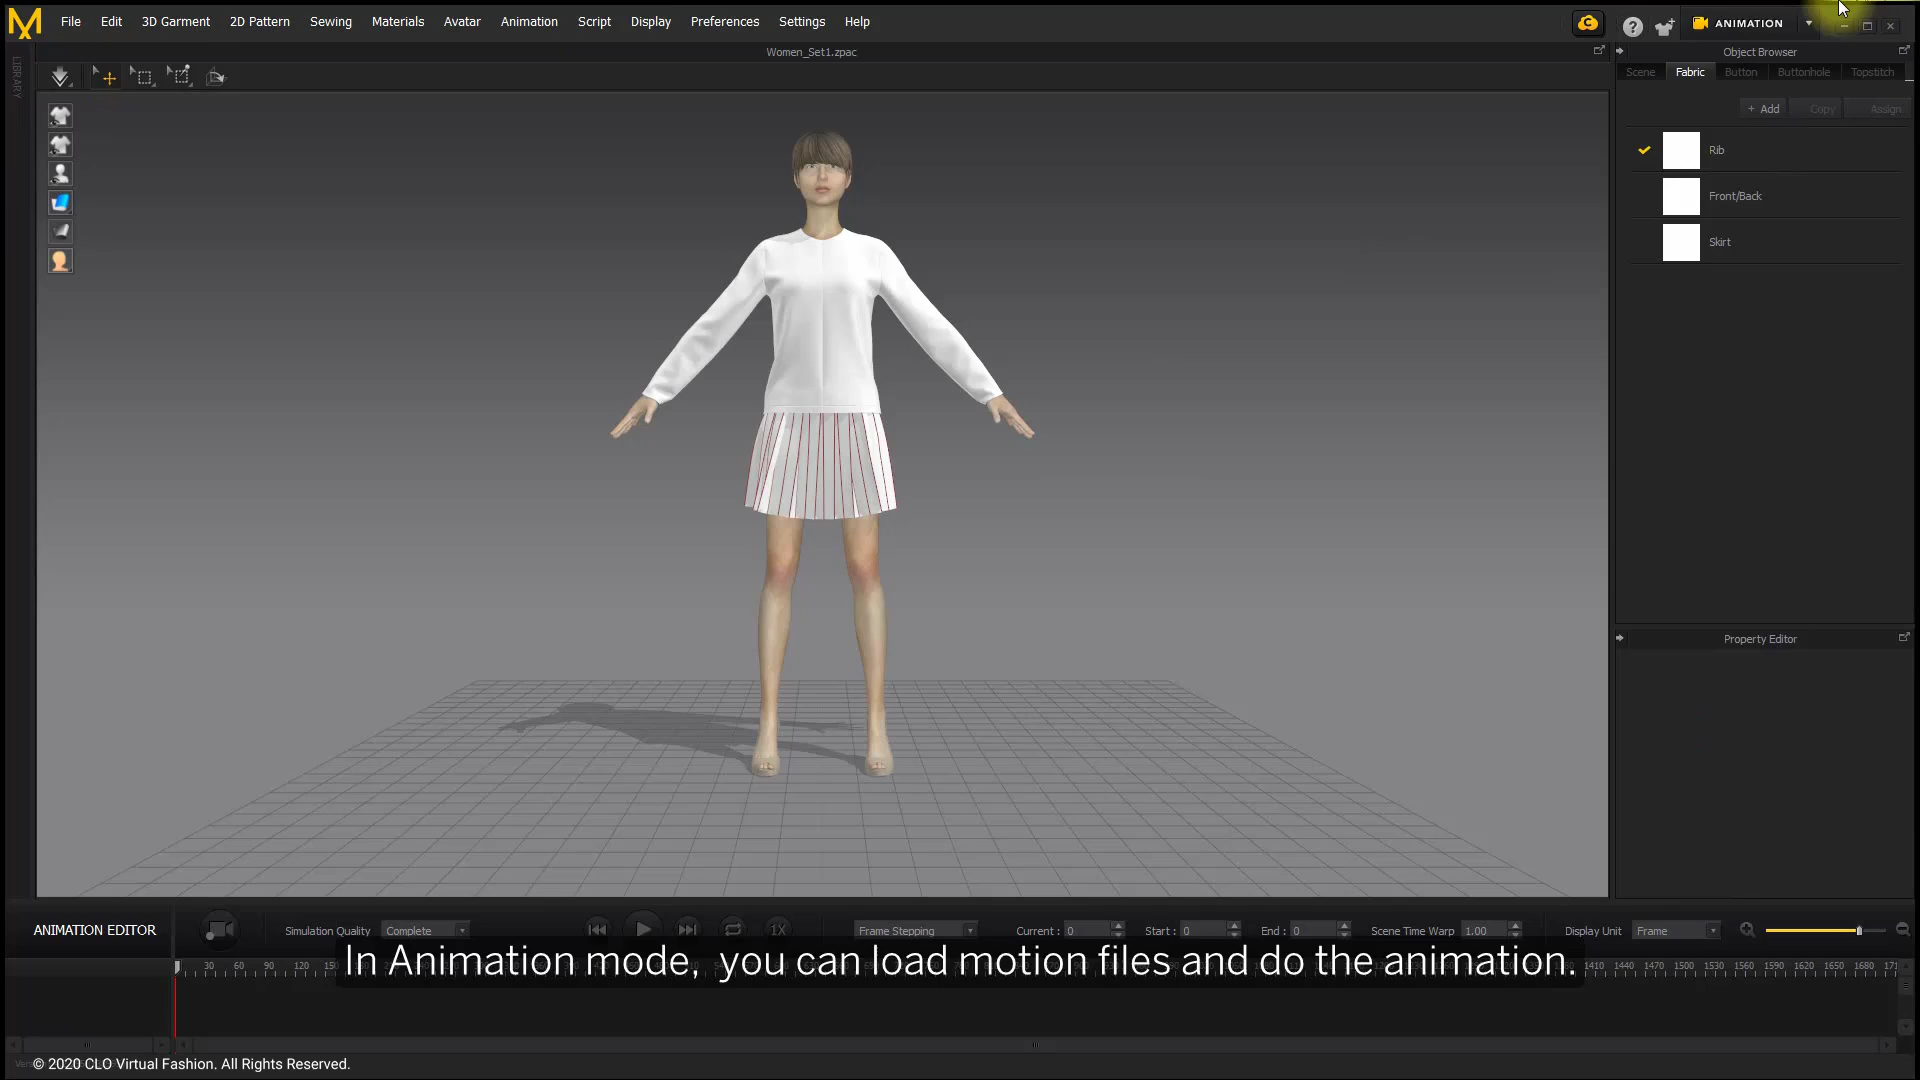 File Edit 3D Garment 2D Pattern Sewing Materials Avatar Animation Script Display Preferences Settings Help
ANIMATION
Women_Set1.zpac
Object Browser
LIBRARY
Scene Fabric Button Buttonhole Topstitch
+ Add Copy Assign
Rib
Front/Back
Skirt
Property Editor
ANIMATION EDITOR
Simulation Quality Complete
1X
Frame Stepping
Current : 0
Start : 0
End : 0
Scene Time Warp 1.00
Display Unit Frame
In Animation mode, you can load motion files and do the animation.
30 60 90 120 150
1410 1440 1470 1500 1530 1560 1590 1620 1650 1680 171
© 2020 CLO Virtual Fashion. All Rights Reserved.